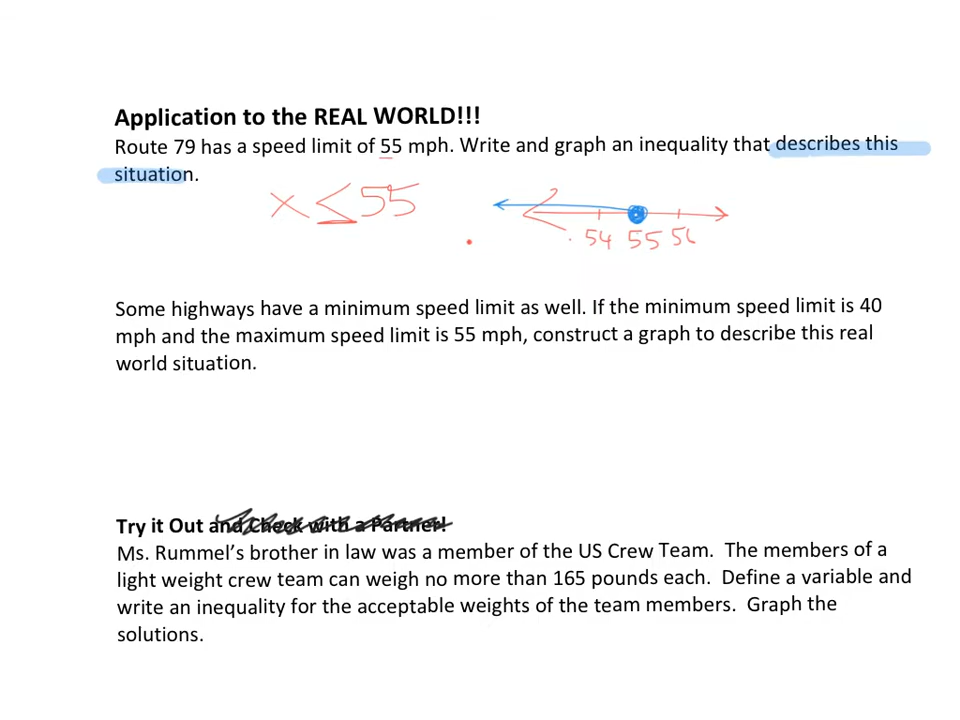 Application to the REAL WORLD!!!
Route 79 has a speed limit of 55 mph. Write and graph an inequality that describes this
situation.
x ≤ 55
54 55 56
Some highways have a minimum speed limit as well. If the minimum speed limit is 40
mph and the maximum speed limit is 55 mph, construct a graph to describe this real
world situation.
Try it Out and Check with a Partner!
Ms. Rummel's brother in law was a member of the US Crew Team. The members of a
light weight crew team can weigh no more than 165 pounds each. Define a variable and
write an inequality for the acceptable weights of the team members. Graph the
solutions.